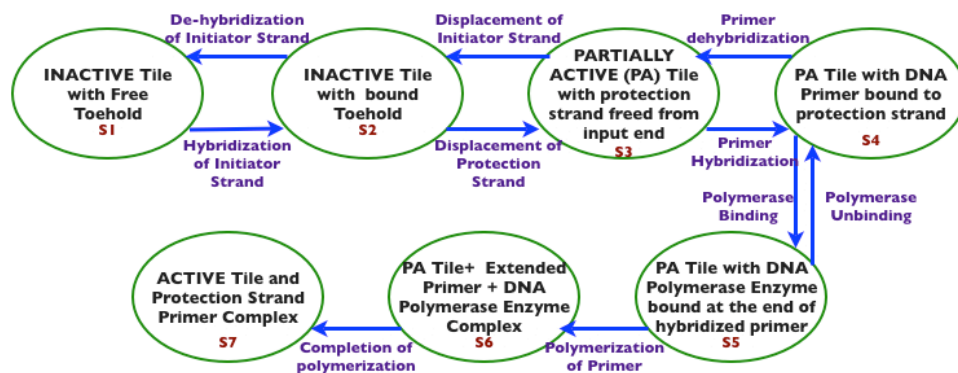 De-hybridization
of Initiator Strand
Displacement of
Initiator Strand
Primer
dehybridization
INACTIVE Tile
with Free
Toehold
S1
INACTIVE Tile
with bound
Toehold
S2
PARTIALLY
ACTIVE (PA) Tile
with protection
strand freed from
input end
S3
PA Tile with DNA
Primer bound to
protection strand
S4
Hybridization
of Initiator
Strand
Displacement of
Protection
Strand
Primer
Hybridization
Polymerase
Binding
Polymerase
Unbinding
ACTIVE Tile and
Protection Strand
Primer Complex
S7
PA Tile+ Extended
Primer + DNA
Polymerase Enzyme
Complex
S6
PA Tile with DNA
Polymerase Enzyme
bound at the end of
hybridized primer
S5
Completion of
polymerization
Polymerization
of Primer